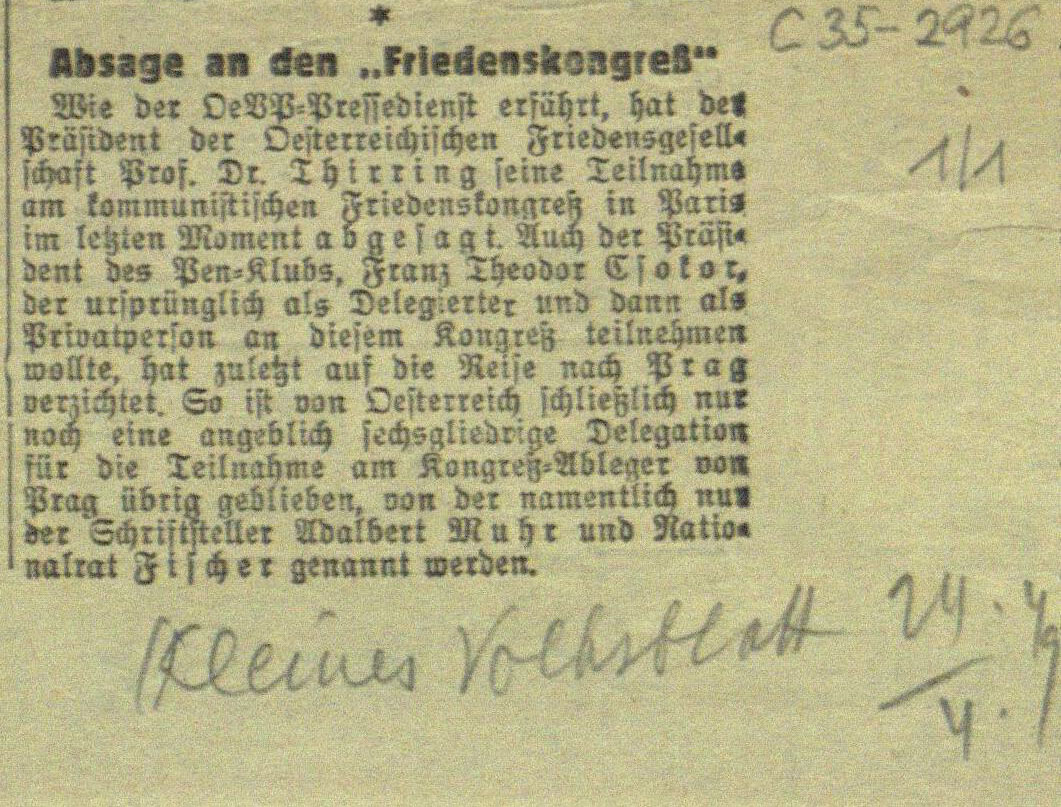 *
C 35-2926
Absage an den „Friedenskongreß“
1/1
Wie der OeVP-Pressedienst erfährt, hat der
Präsident der Oesterreichischen Friedensgesell-
schaft Prof. Dr. Thirring seine Teilnahme
am kommunistischen Friedenskongreß in Paris
im letzten Moment abgesagt. Auch der Präsi-
dent des Pen-Klubs, Franz Theodor Csokor,
der ursprünglich als Delegierter und dann als
Privatperson an diesem Kongreß teilnehmen
wollte, hat zuletzt auf die Reise nach Prag
verzichtet. So ist von Oesterreich schließlich nur
noch eine angeblich sechsgliedrige Delegation
für die Teilnahme am Kongreß-Ableger von
Prag übrig geblieben, von der namentlich nur
der Schriftsteller Adalbert Muhr und Natio-
nalrat Fischer genannt werden.
Kleines Volksblatt 24.
4.